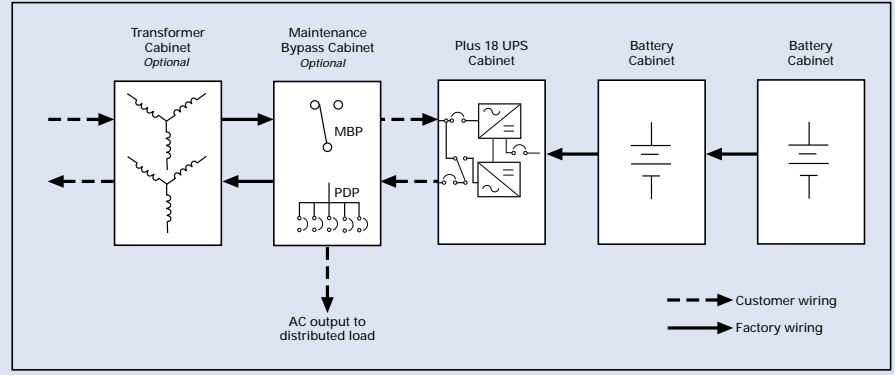 Transformer
Cabinet
Optional
Maintenance
Bypass Cabinet
Optional
Plus 18 UPS
Cabinet
Battery
Cabinet
Battery
Cabinet
MBP
PDP
AC output to
distributed load
Customer wiring
Factory wiring